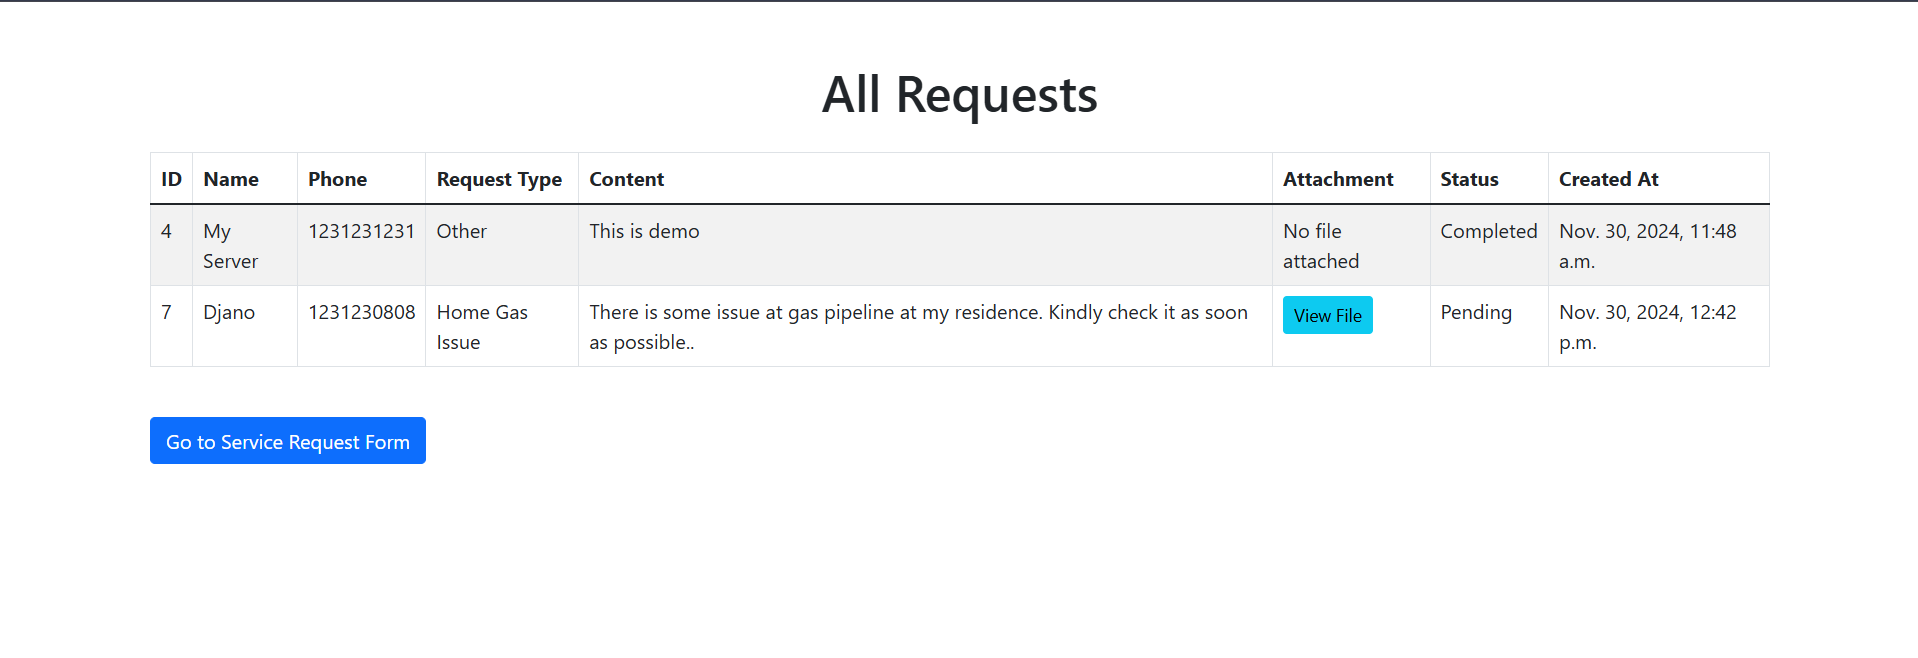 All Requests
ID Name Phone Request Type Content Attachment Status Created At
4 My 1231231231 Other This is demo No file Completed Nov. 30, 2024, 11:48
Server attached a.m.
7 Djano 1231230808 Home Gas There is some issue at gas pipeline at my residence. Kindly check it as soon View File Pending Nov. 30, 2024, 12:42
Issue as possible.. p.m.
Go to Service Request Form